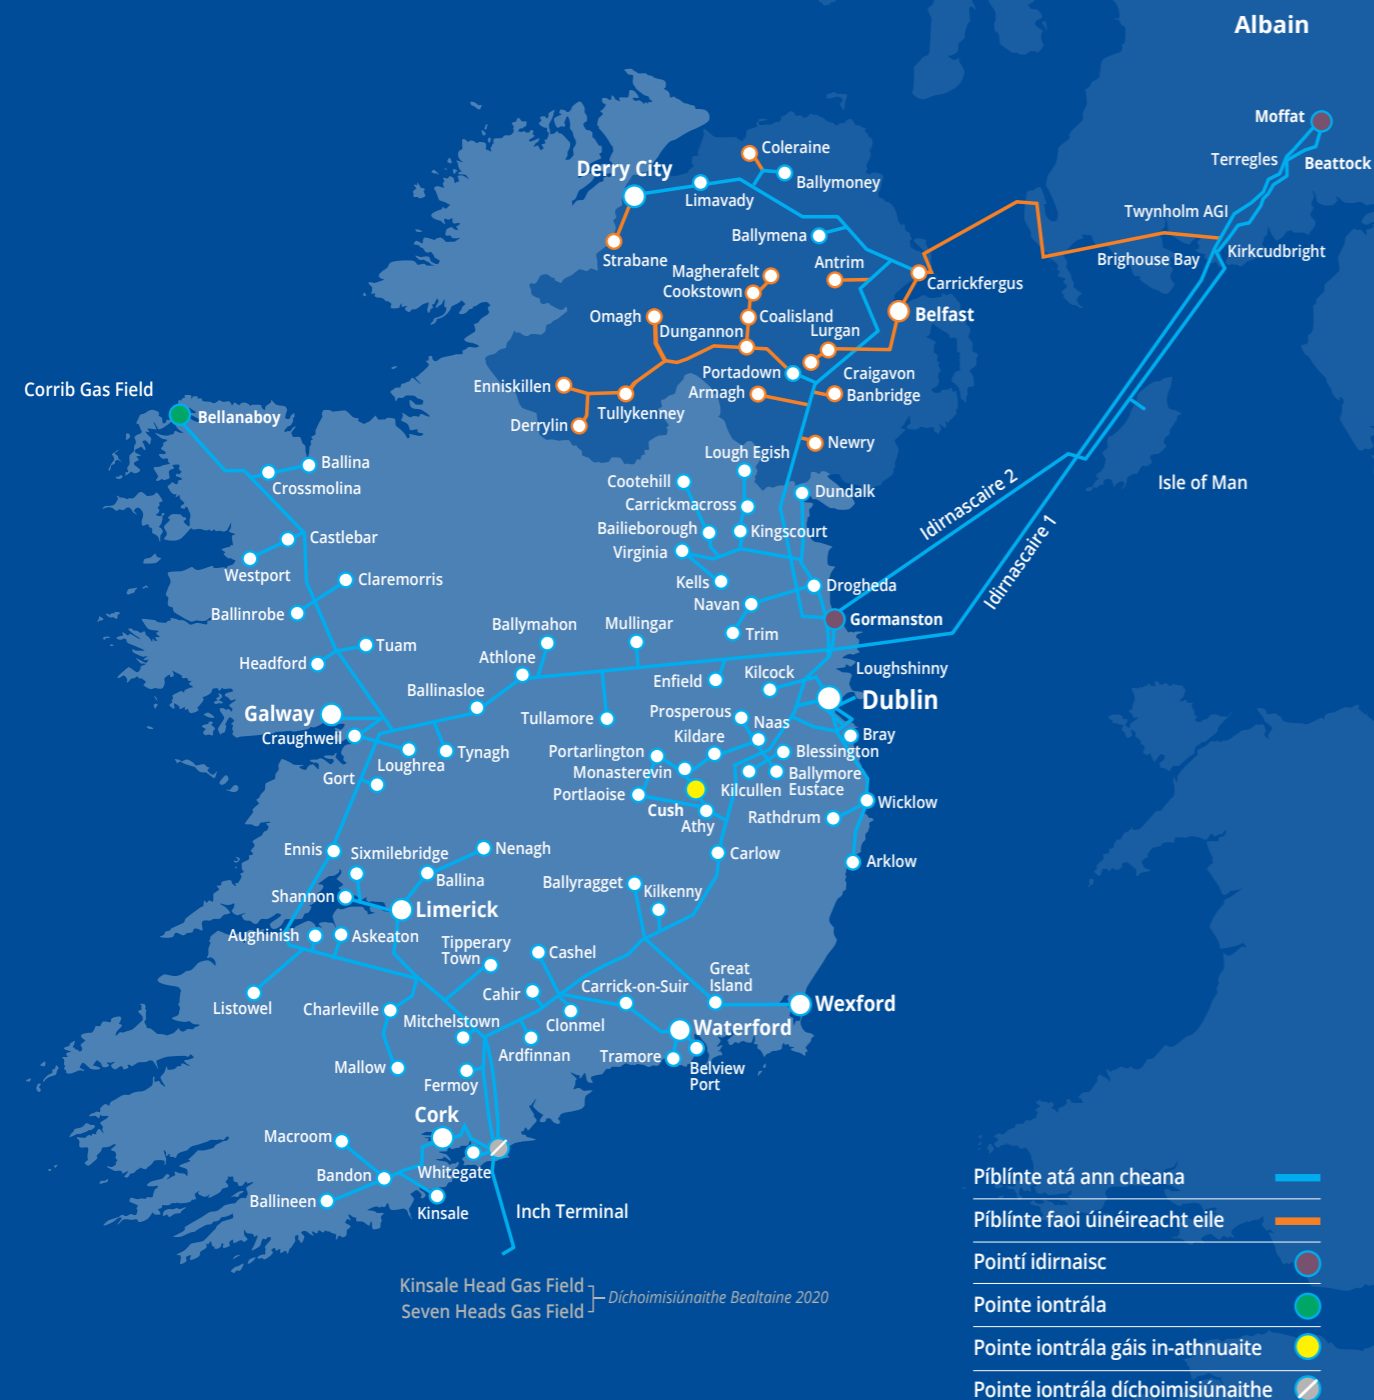 Albain
Moffat
Terregles
Beattock
Twynholm AGI
Kirkcudbright
Brighouse Bay
Coleraine
Derry City
Ballymoney
Limavady
Ballymena
Strabane
Antrim
Magherafelt
Cookstown
Carrickfergus
Omagh
Coalisland
Belfast
Dungannon
Lurgan
Portadown
Craigavon
Enniskillen
Armagh
Banbridge
Tullykenney
Derrylin
Newry
Corrib Gas Field
Bellanaboy
Ballina
Crossmolina
Lough Egish
Cootehill
Dundalk
Carrickmacross
Bailieborough
Kingscourt
Virginia
Isle of Man
Idirnascaire 2
Idirnascaire 1
Castlebar
Westport
Claremorris
Kells
Drogheda
Navan
Ballinrobe
Gormanston
Ballymahon
Mullingar
Trim
Tuam
Headford
Athlone
Loughshinny
Enfield
Kilcock
Ballinasloe
Dublin
Galway
Tullamore
Prosperous
Naas
Craughwell
Kildare
Bray
Loughrea
Tynagh
Portarlington
Blessington
Gort
Monasterevin
Kilcullen
Ballymore
Eustace
Portlaoise
Cush
Wicklow
Athy
Rathdrum
Ennis
Sixmilebridge
Nenagh
Carlow
Arklow
Ballina
Ballyragget
Kilkenny
Shannon
Limerick
Aughinish
Askeaton
Tipperary
Town
Cashel
Great
Island
Listowel
Charleville
Cahir
Carrick-on-Suir
Wexford
Mitchelstown
Clonmel
Waterford
Ardfinnan
Tramore
Belview
Port
Mallow
Fermoy
Cork
Macroom
Whitegate
Bandon
Ballineen
Kinsale
Inch Terminal
Kinsale Head Gas Field
Seven Heads Gas Field
Díchoimisiúnaithe Bealtaine 2020
Píblínte atá ann cheana
Píblínte faoi úinéireacht eile
Pointí idirnaisc
Pointe iontrála
Pointe iontrála gáis in-athnuaite
Pointe iontrála díchoimisiúnaithe